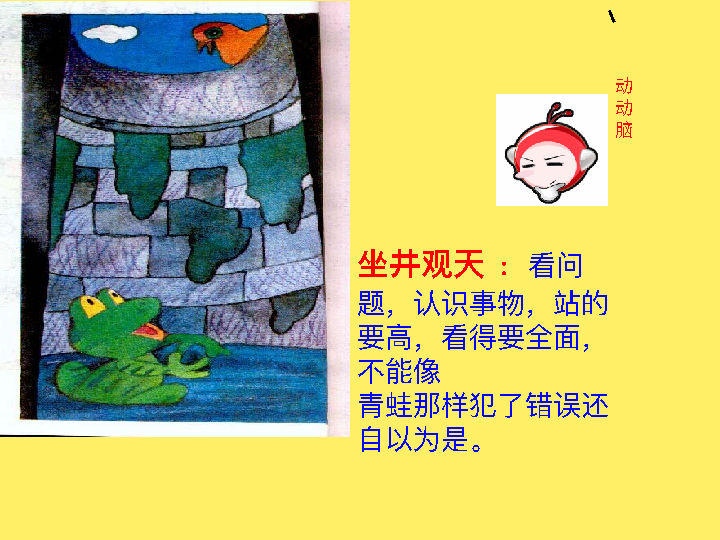 动
动
脑
坐井观天 ： 看问
题，认识事物，站的
要高，看得要全面，
不能像
青蛙那样犯了错误还
自以为是。